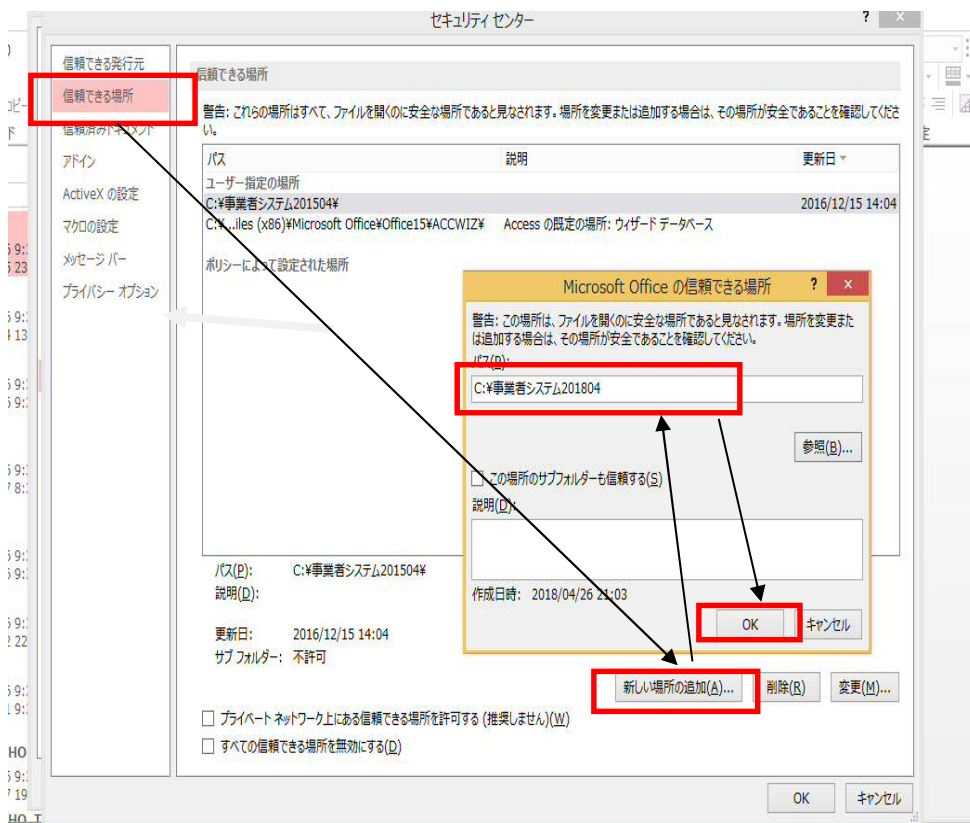 セキュリティ センター
信頼できる発行元
信頼できる場所
信頼済みドキュメント
アドイン
ActiveX の設定
マクロの設定
メッセージ バー
プライバシー オプション
信頼できる場所
警告: これらの場所はすべて、ファイルを開くのに安全な場所であると見なされます。場所を変更または追加する場合は、その場所が安全であることを確認してくださ
い。
パス 説明 更新日
ユーザー指定の場所
C:¥事業者システム201504¥ 2016/12/15 14:04
C:¥...iles (x86)¥Microsoft Office¥Office15¥ACCWIZ¥ Access の既定の場所: ウィザード データベース
ポリシーによって設定された場所
Microsoft Office の信頼できる場所
警告: この場所は、ファイルを開くのに安全な場所であると見なされます。場所を変更また
は追加する場合は、その場所が安全であることを確認してください。
パス(P):
C:¥事業者システム201804
参照(B)...
この場所のサブフォルダーも信頼する(S)
説明(D):
作成日時: 2018/04/26 21:03
OK キャンセル
パス(P): C:¥事業者システム201504¥
説明(D):
更新日: 2016/12/15 14:04
サブ フォルダー: 不許可
新しい場所の追加(A)... 削除(R) 変更(M)...
プライベート ネットワーク上にある信頼できる場所を許可する (推奨しません)(W)
すべての信頼できる場所を無効にする(D)
OK キャンセル